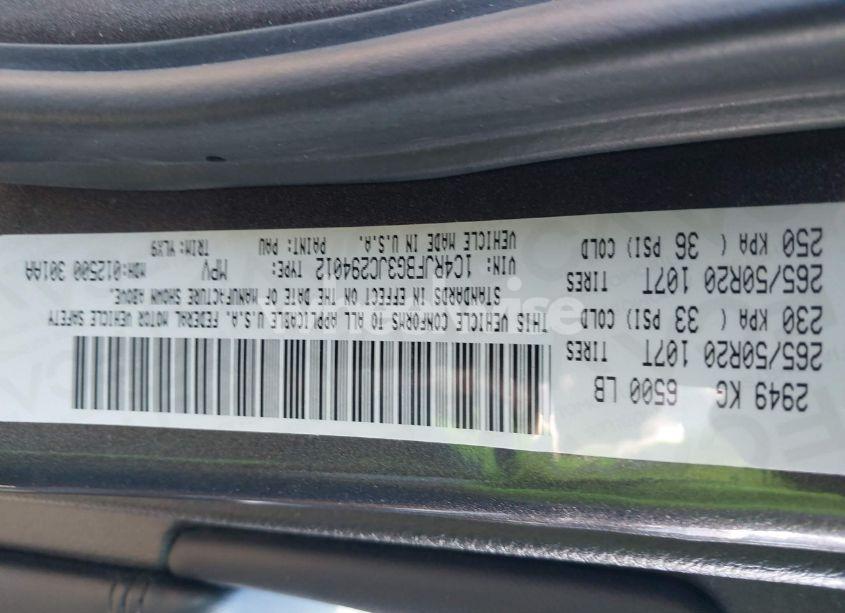 2949 KG 6500 LB
265/50R20 107T TIRES
230 KPA ( 33 PSI) COLD
265/50R20 107T TIRES
250 KPA ( 36 PSI) COLD
THIS VEHICLE CONFORMS TO ALL APPLICABLE U.S.A. FEDERAL MOTOR VEHICLE SAFETY
STANDARDS IN EFFECT ON THE DATE OF MANUFACTURE SHOWN ABOVE.
VIN: 1C4RJFBG3JC294012 TYPE: MPV MDH:012500 301AA
VEHICLE MADE IN U.S.A. PAINT: PAU TRIM:VLX9